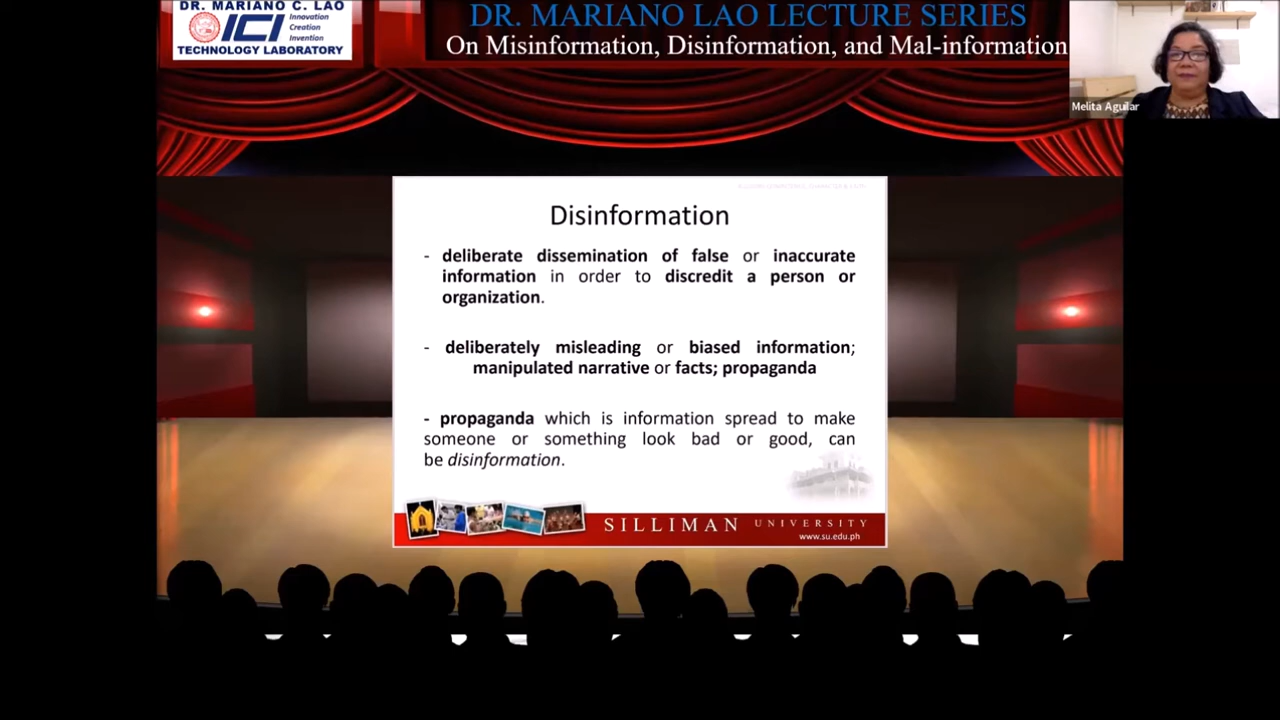 DR. MARIANO C. LAO
ICI
Innovation
Creation
Invention
TECHNOLOGY LABORATORY
DR. MARIANO LAO LECTURE SERIES
On Misinformation, Disinformation, and Mal-information
Melita Aguilar
Disinformation
- deliberate dissemination of false or inaccurate
information in order to discredit a person or
organization.
- deliberately misleading or biased information;
manipulated narrative or facts; propaganda
- propaganda which is information spread to make
someone or something look bad or good, can
be disinformation.
SILLIMAN UNIVERSITY
www.su.edu.ph